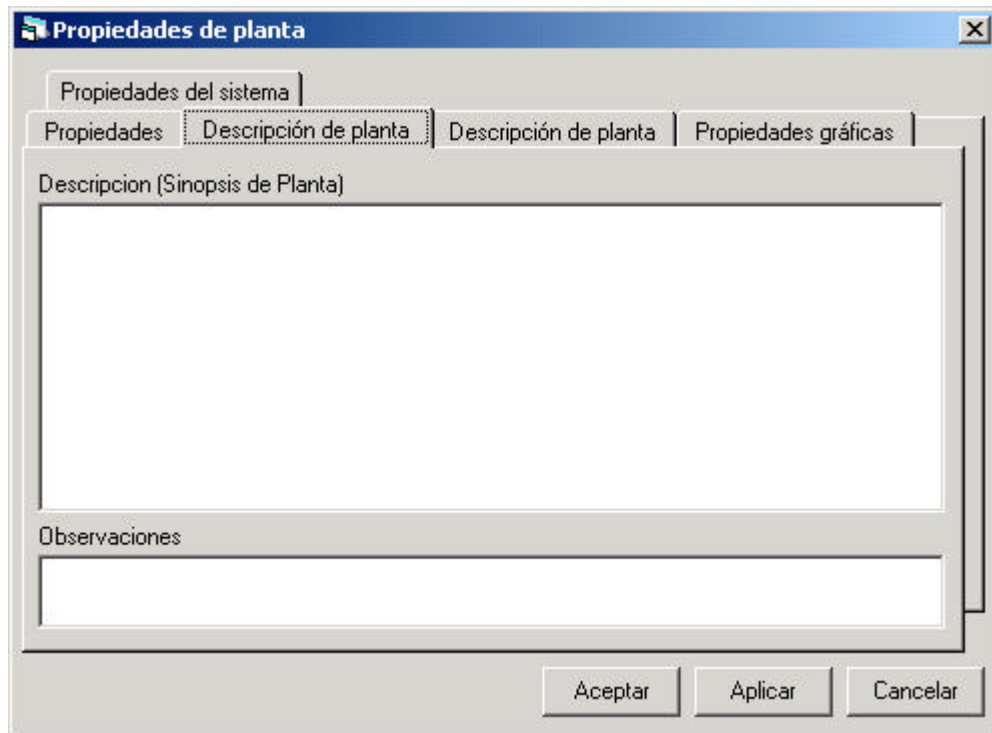 Propiedades de planta
Propiedades del sistema
Propiedades Descripción de planta Descripción de planta Propiedades gráficas
Descripcion (Sinopsis de Planta)
Observaciones
Aceptar Aplicar Cancelar